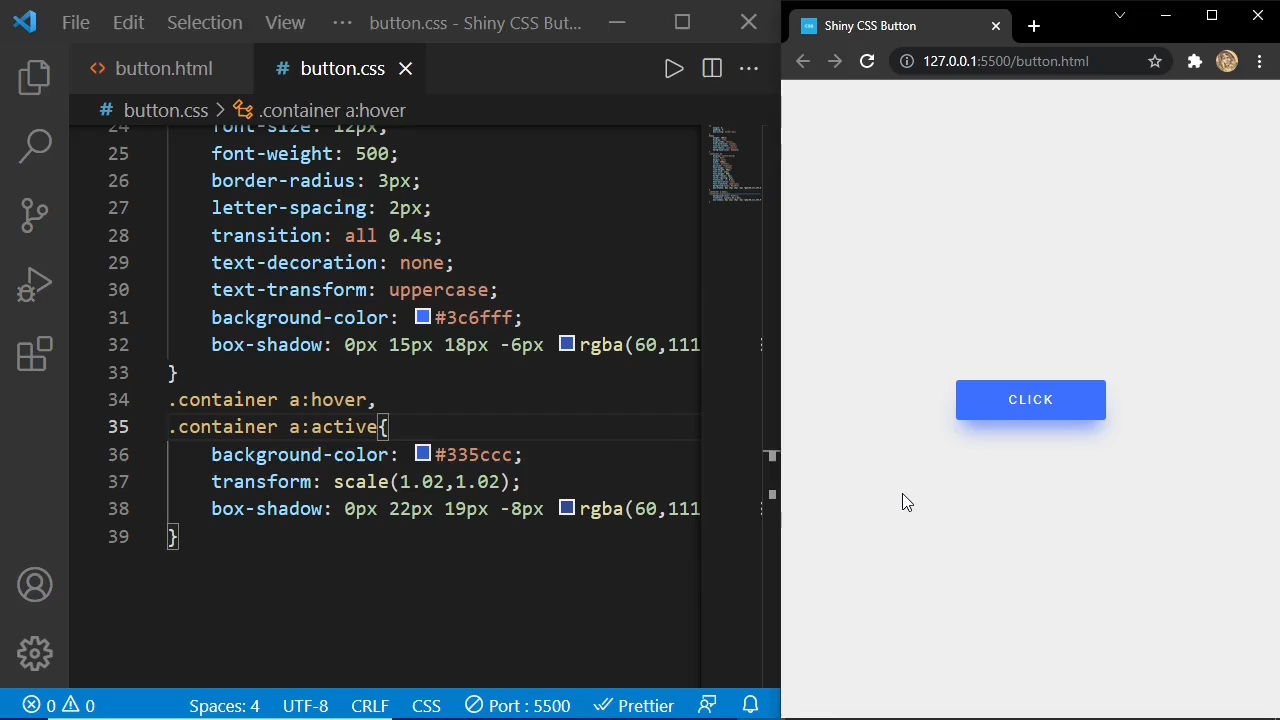 File Edit Selection View ··· button.css - Shiny CSS But...
button.html # button.css
# button.css > .container a:hover
24 font-size: 12px;
25 font-weight: 500;
26 border-radius: 3px;
27 letter-spacing: 2px;
28 transition: all 0.4s;
29 text-decoration: none;
30 text-transform: uppercase;
31 background-color: #3c6fff;
32 box-shadow: 0px 15px 18px -6px rgba(60,111
33 }
34 .container a:hover,
35 .container a:active{
36 background-color: #335ccc;
37 transform: scale(1.02,1.02);
38 box-shadow: 0px 22px 19px -8px rgba(60,111
39 }
0 0 Spaces: 4 UTF-8 CRLF CSS Port : 5500 Prettier
Shiny CSS Button
127.0.0.1:5500/button.html
CLICK